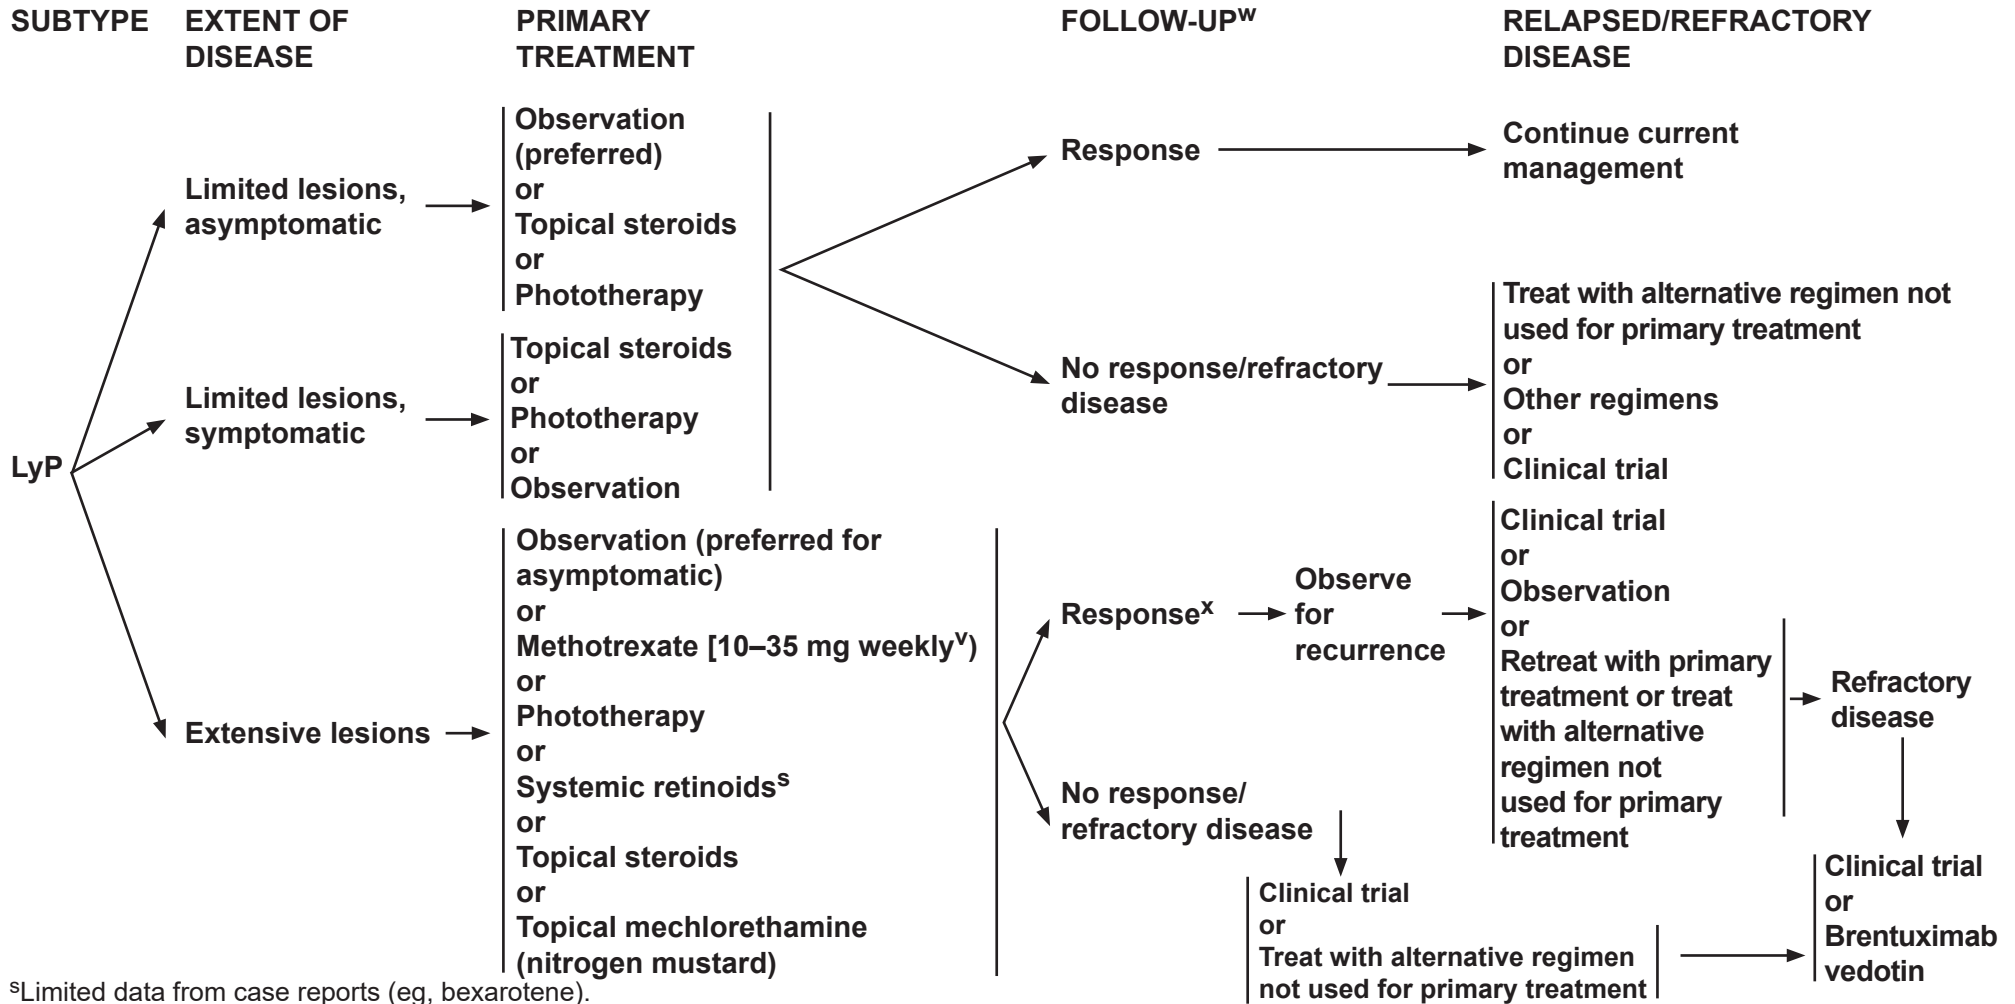 SUBTYPE
EXTENT OF
DISEASE
PRIMARY
TREATMENT
FOLLOW-UPʷ
RELAPSED/REFRACTORY
DISEASE
LyP
Limited lesions,
asymptomatic
Observation
(preferred)
or
Topical steroids
or
Phototherapy
Limited lesions,
symptomatic
Topical steroids
or
Phototherapy
or
Observation
Response
Continue current
management
No response/refractory
disease
Treat with alternative regimen not
used for primary treatment
or
Other regimens
or
Clinical trial
Extensive lesions
Observation (preferred for
asymptomatic)
or
Methotrexate [10–35 mg weeklyᵛ)
or
Phototherapy
or
Systemic retinoidsˢ
or
Topical steroids
or
Topical mechlorethamine
(nitrogen mustard)
Responseˣ
Observe
for
recurrence
Clinical trial
or
Observation
or
Retreat with primary
treatment or treat
with alternative
regimen not
used for primary
treatment
Refractory
disease
No response/
refractory disease
Clinical trial
or
Treat with alternative regimen
not used for primary treatment
Clinical trial
or
Brentuximab
vedotin
ˢLimited data from case reports (eg, bexarotene).